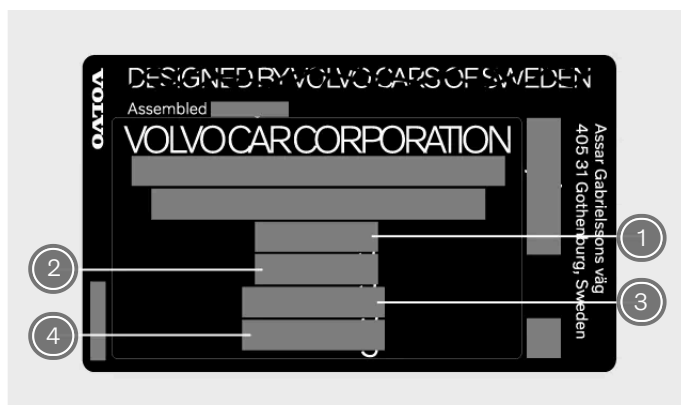 VOLVO
DESIGNED BY VOLVO CARS OF SWEDEN
Assembled
VOLVO CAR CORPORATION
Assar Gabrielssons väg
405 31 Gothenburg, Sweden
1
2
3
4